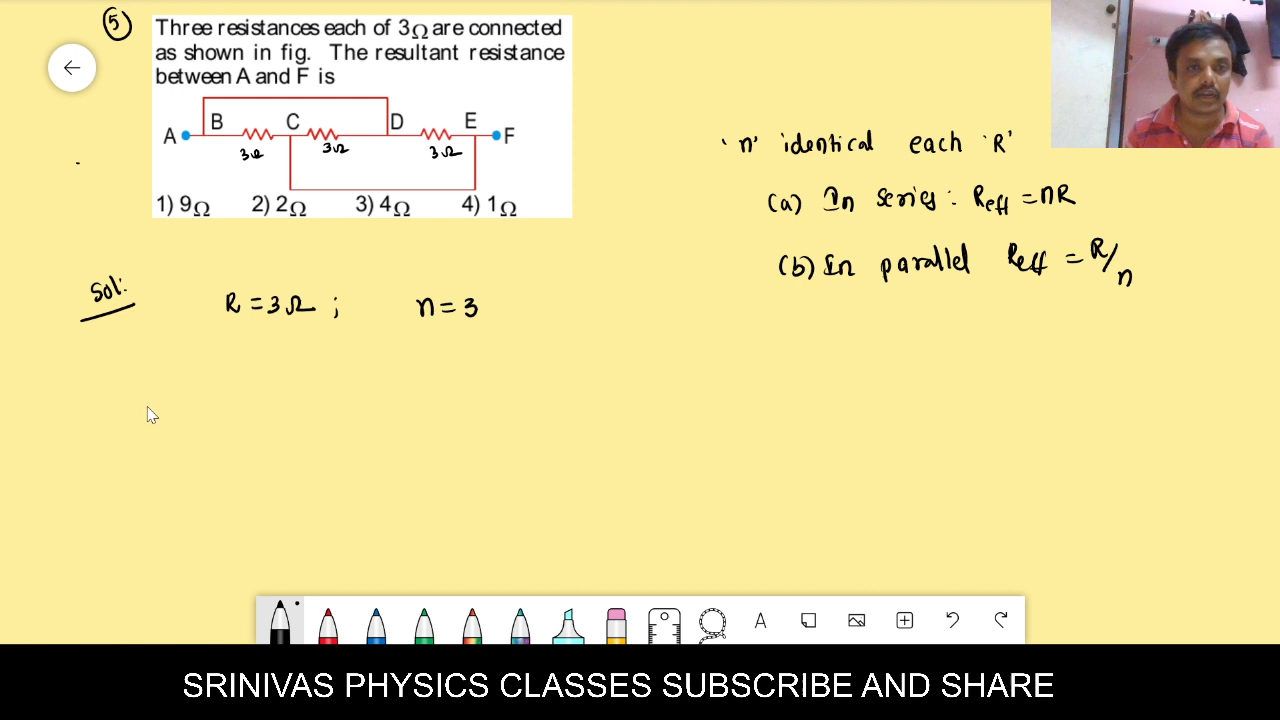 5
Three resistances each of 3Ω are connected
as shown in fig. The resultant resistance
between A and F is
A B C D E F
3Ω 3Ω 3Ω
1) 9Ω 2) 2Ω 3) 4Ω 4) 1Ω
'n' identical each 'R'
(a) In series : Reff = nR
(b) In parallel Reff = R/n
Sol:
R = 3Ω ; n = 3
A
SRINIVAS PHYSICS CLASSES SUBSCRIBE AND SHARE